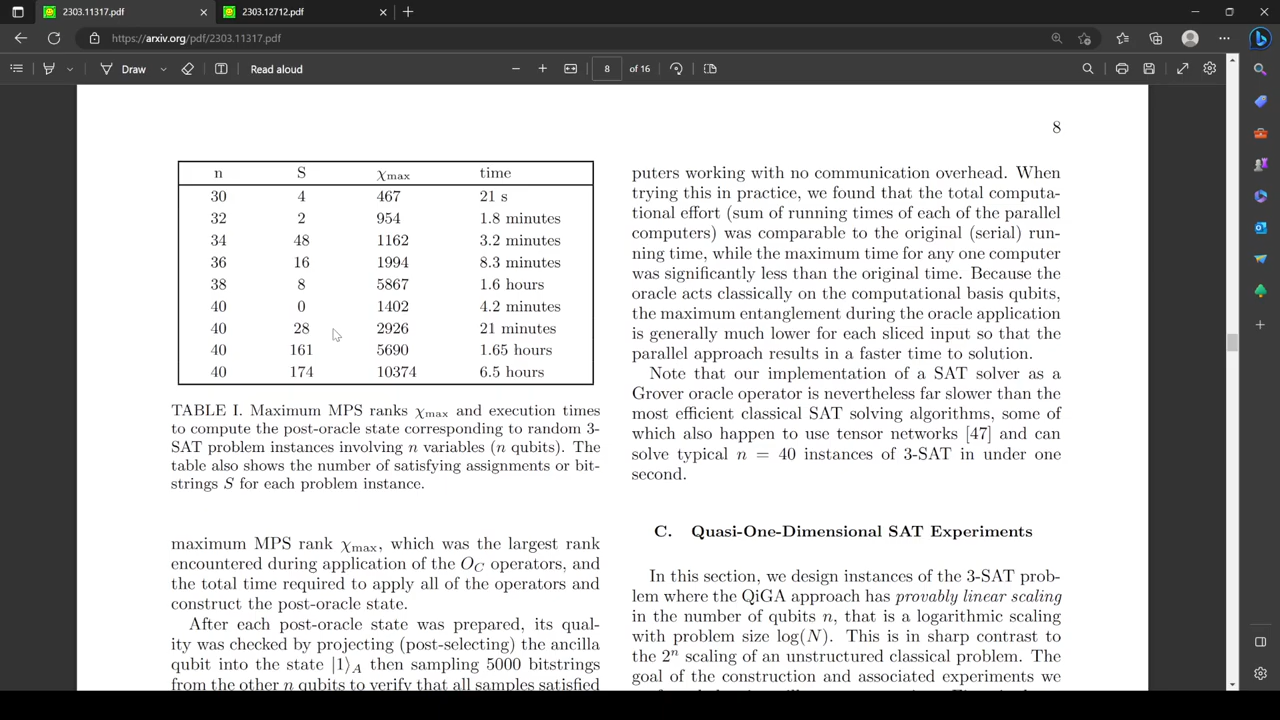 2303.11317.pdf
2303.12712.pdf
https://arxiv.org/pdf/2303.11317.pdf
Draw
Read aloud
8
of 16
8
n S χmax time
30 4 467 21 s
32 2 954 1.8 minutes
34 48 1162 3.2 minutes
36 16 1994 8.3 minutes
38 8 5867 1.6 hours
40 0 1402 4.2 minutes
40 28 2926 21 minutes
40 161 5690 1.65 hours
40 174 10374 6.5 hours
TABLE I. Maximum MPS ranks χmax and execution times
to compute the post-oracle state corresponding to random 3-
SAT problem instances involving n variables (n qubits). The
table also shows the number of satisfying assignments or bit-
strings S for each problem instance.
maximum MPS rank χmax, which was the largest rank
encountered during application of the OC operators, and
the total time required to apply all of the operators and
construct the post-oracle state.
After each post-oracle state was prepared, its qual-
ity was checked by projecting (post-selecting) the ancilla
qubit into the state |1⟩A then sampling 5000 bitstrings
from the other n qubits to verify that all samples satisfied
puters working with no communication overhead. When
trying this in practice, we found that the total computa-
tional effort (sum of running times of each of the parallel
computers) was comparable to the original (serial) run-
ning time, while the maximum time for any one computer
was significantly less than the original time. Because the
oracle acts classically on the computational basis qubits,
the maximum entanglement during the oracle application
is generally much lower for each sliced input so that the
parallel approach results in a faster time to solution.
Note that our implementation of a SAT solver as a
Grover oracle operator is nevertheless far slower than the
most efficient classical SAT solving algorithms, some of
which also happen to use tensor networks [47] and can
solve typical n = 40 instances of 3-SAT in under one
second.
C. Quasi-One-Dimensional SAT Experiments
In this section, we design instances of the 3-SAT prob-
lem where the QiGA approach has provably linear scaling
in the number of qubits n, that is a logarithmic scaling
with problem size log(N). This is in sharp contrast to
the 2ⁿ scaling of an unstructured classical problem. The
goal of the construction and associated experiments we